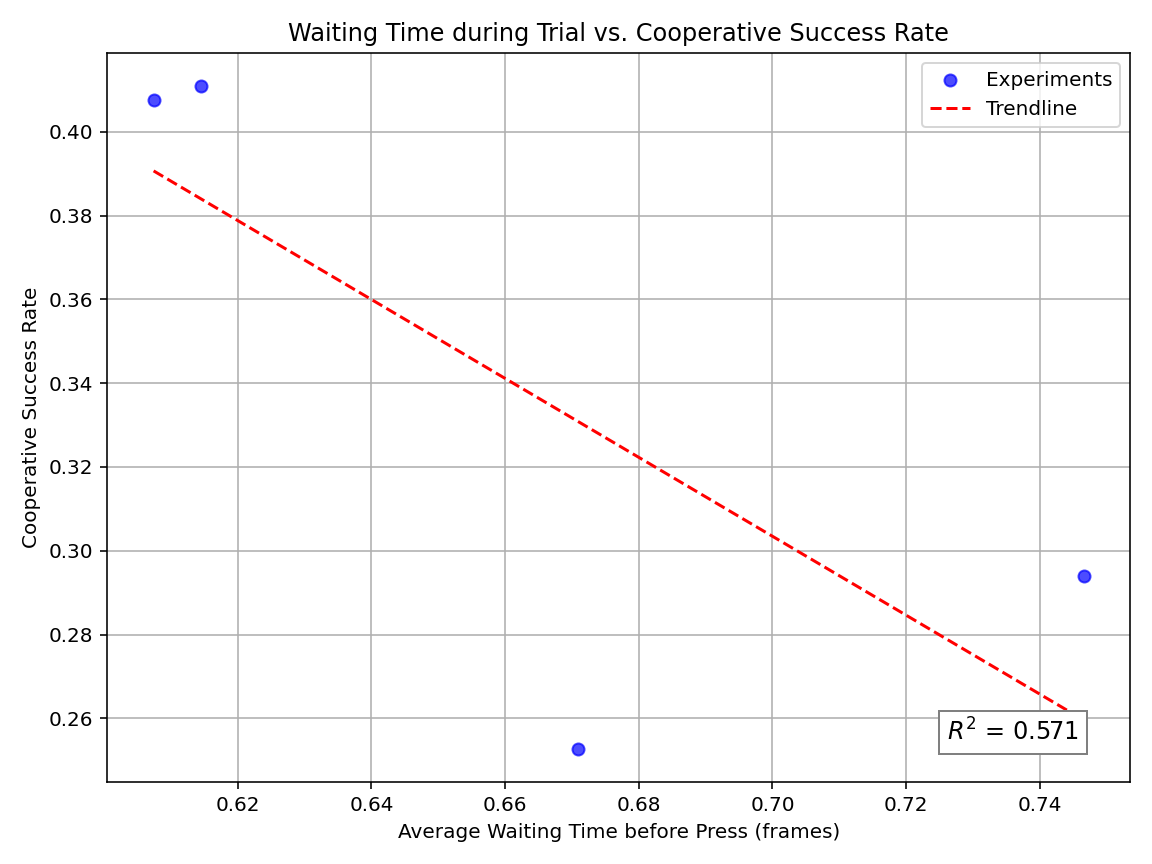 Waiting Time during Trial vs. Cooperative Success Rate
Experiments
Trendline
Cooperative Success Rate
0.40
0.38
0.36
0.34
0.32
0.30
0.28
0.26
R² = 0.571
0.62 0.64 0.66 0.68 0.70 0.72 0.74
Average Waiting Time before Press (frames)